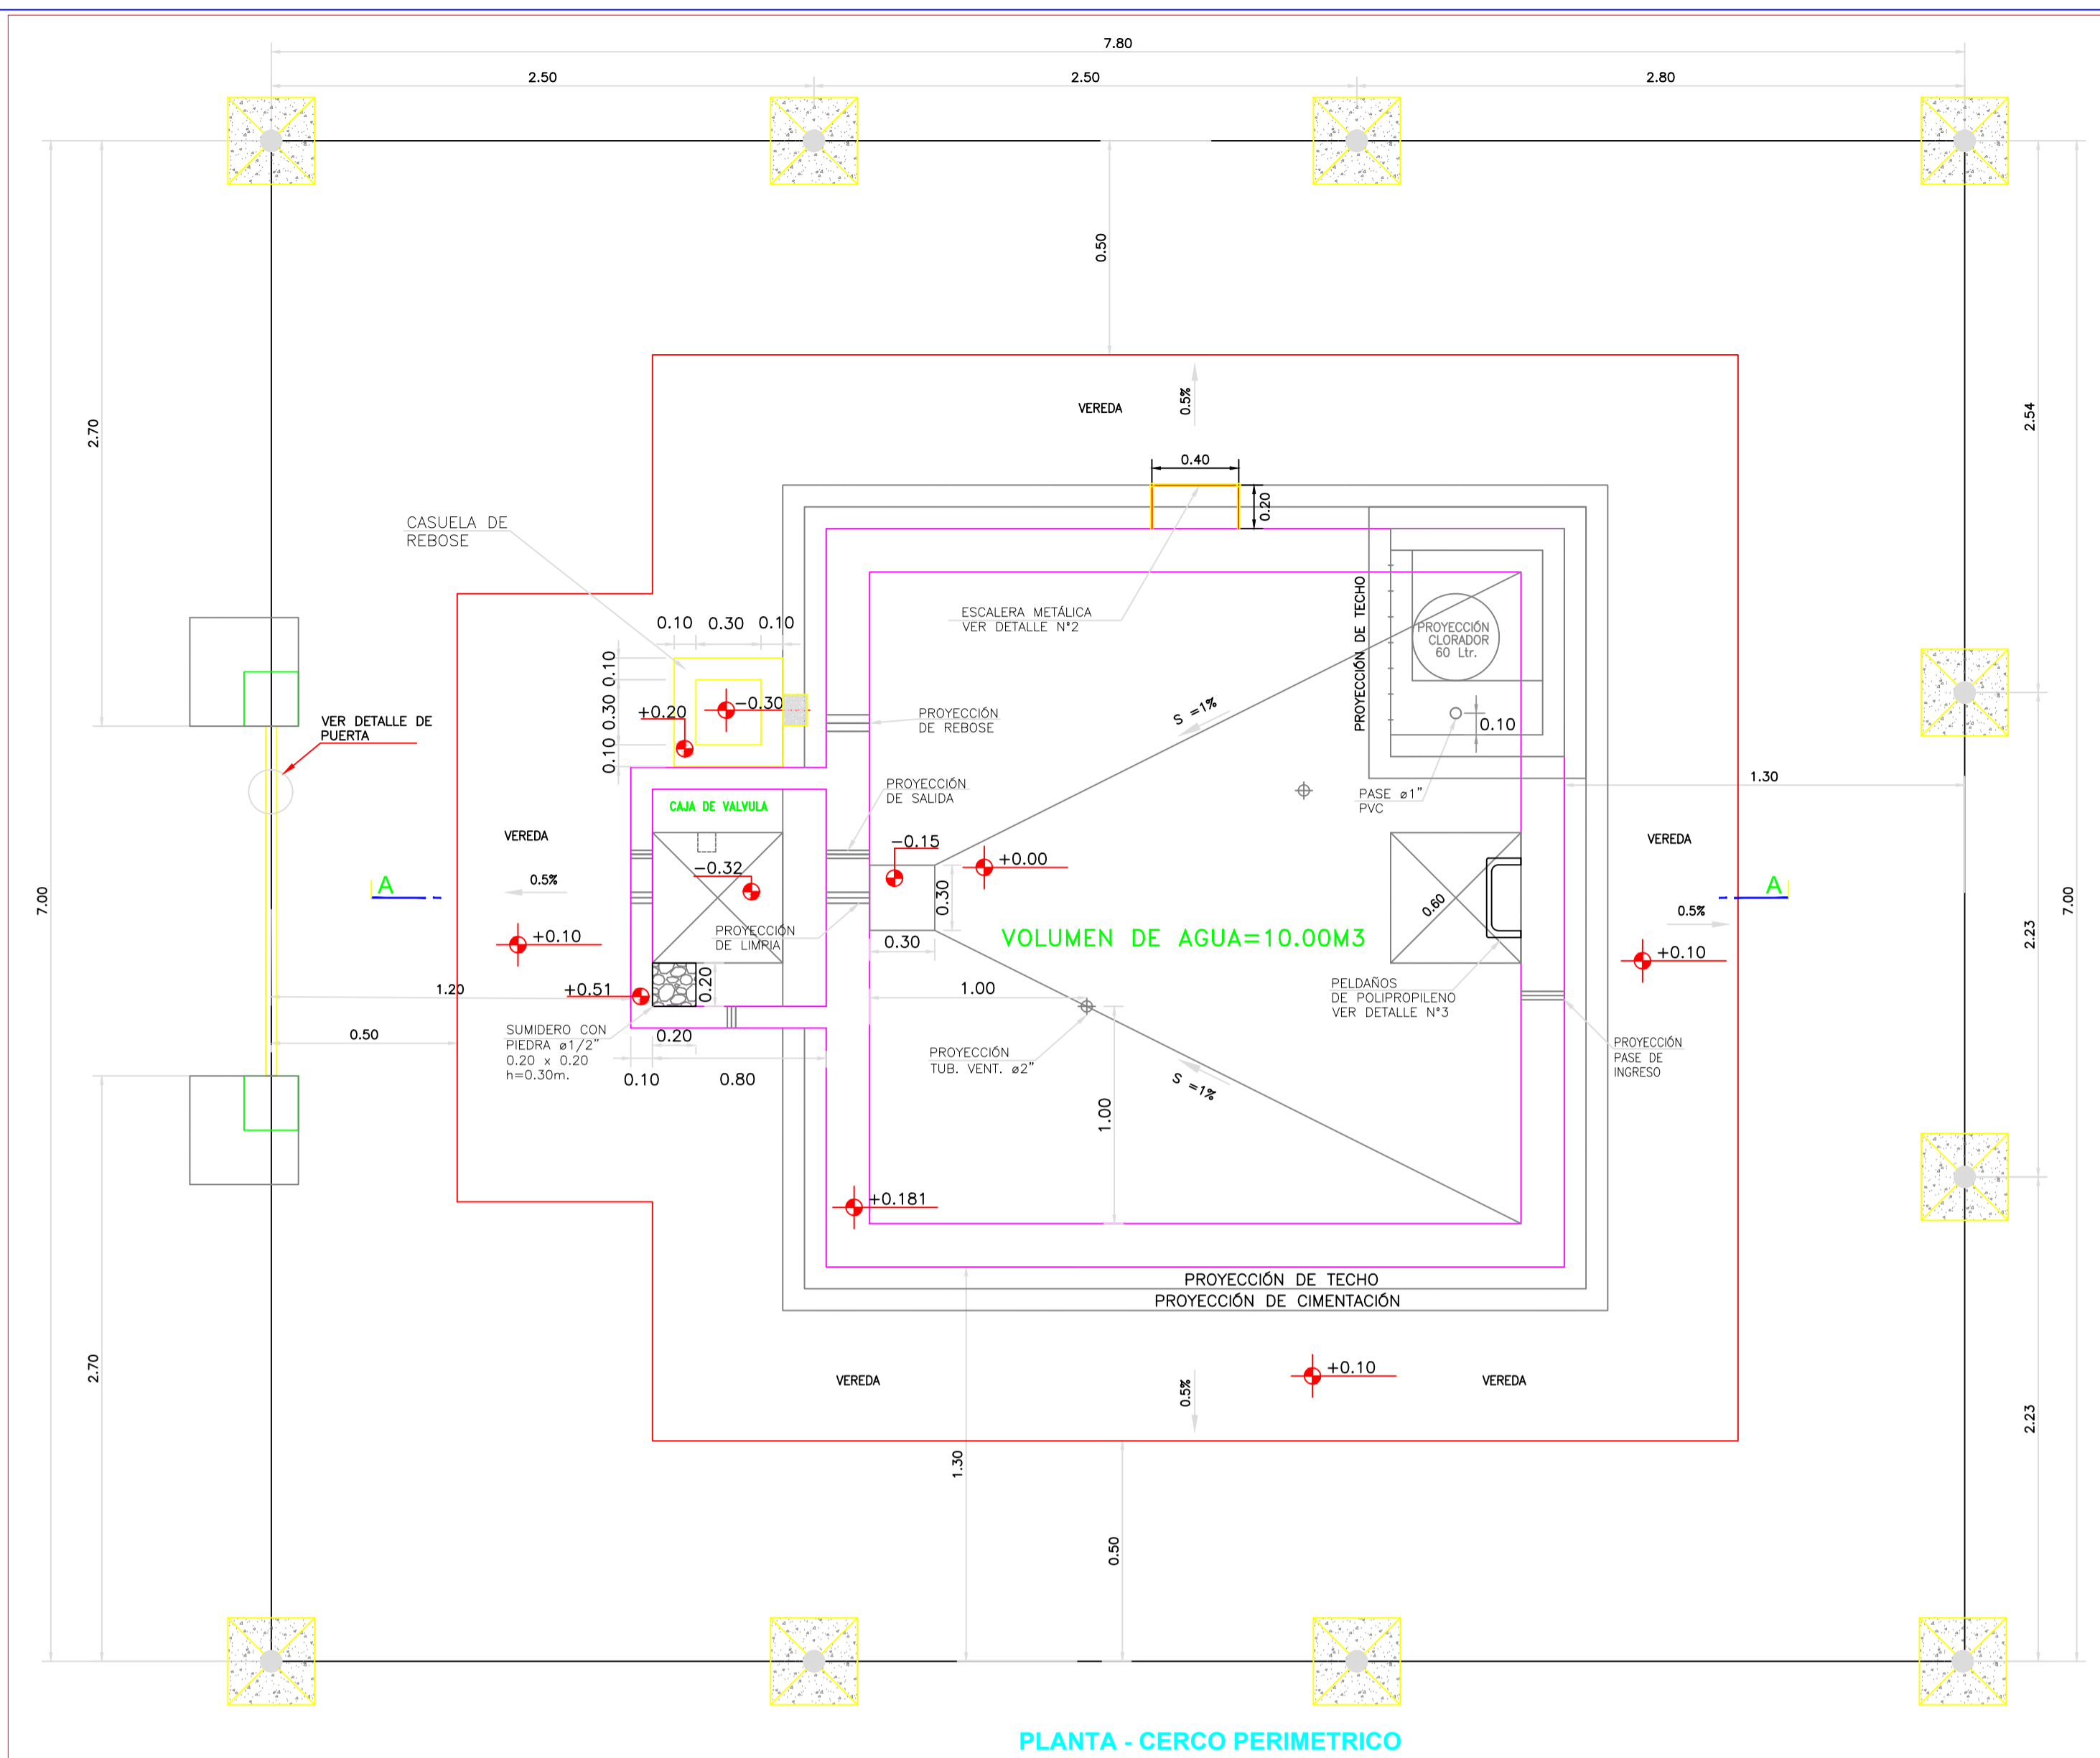 7.80
2.50
2.50
2.80
0.50
2.70
2.54
VEREDA
0.5%
0.40
0.20
CASUELA DE
REBOSE
ESCALERA METÁLICA
VER DETALLE N°2
PROYECCIÓN DE TECHO
PROYECCIÓN
CLORADOR
60 Ltr.
0.10
0.30
0.10
0.10
0.30
0.10
+0.20
-0.30
PROYECCIÓN
DE REBOSE
S =1%
0.10
VER DETALLE DE
PUERTA
PROYECCIÓN
DE SALIDA
PASE ø1"
PVC
1.30
CAJA DE VALVULA
VEREDA
VEREDA
-0.15
+0.00
-0.32
0.5%
A
A
7.00
7.00
0.30
0.60
0.5%
PROYECCIÓN
DE LIMPIA
0.30
VOLUMEN DE AGUA=10.00M3
2.23
+0.10
+0.10
1.20
+0.51
0.20
1.00
PELDAÑOS
DE POLIPROPILENO
VER DETALLE N°3
0.50
SUMIDERO CON
PIEDRA ø1/2"
0.20 x 0.20
h=0.30m.
0.20
0.10
0.80
PROYECCIÓN
TUB. VENT. ø2"
PROYECCIÓN
PASE DE
INGRESO
S =1%
1.00
+0.181
PROYECCIÓN DE TECHO
PROYECCIÓN DE CIMENTACIÓN
2.70
VEREDA
0.5%
+0.10
VEREDA
2.23
1.30
0.50
PLANTA - CERCO PERIMETRICO